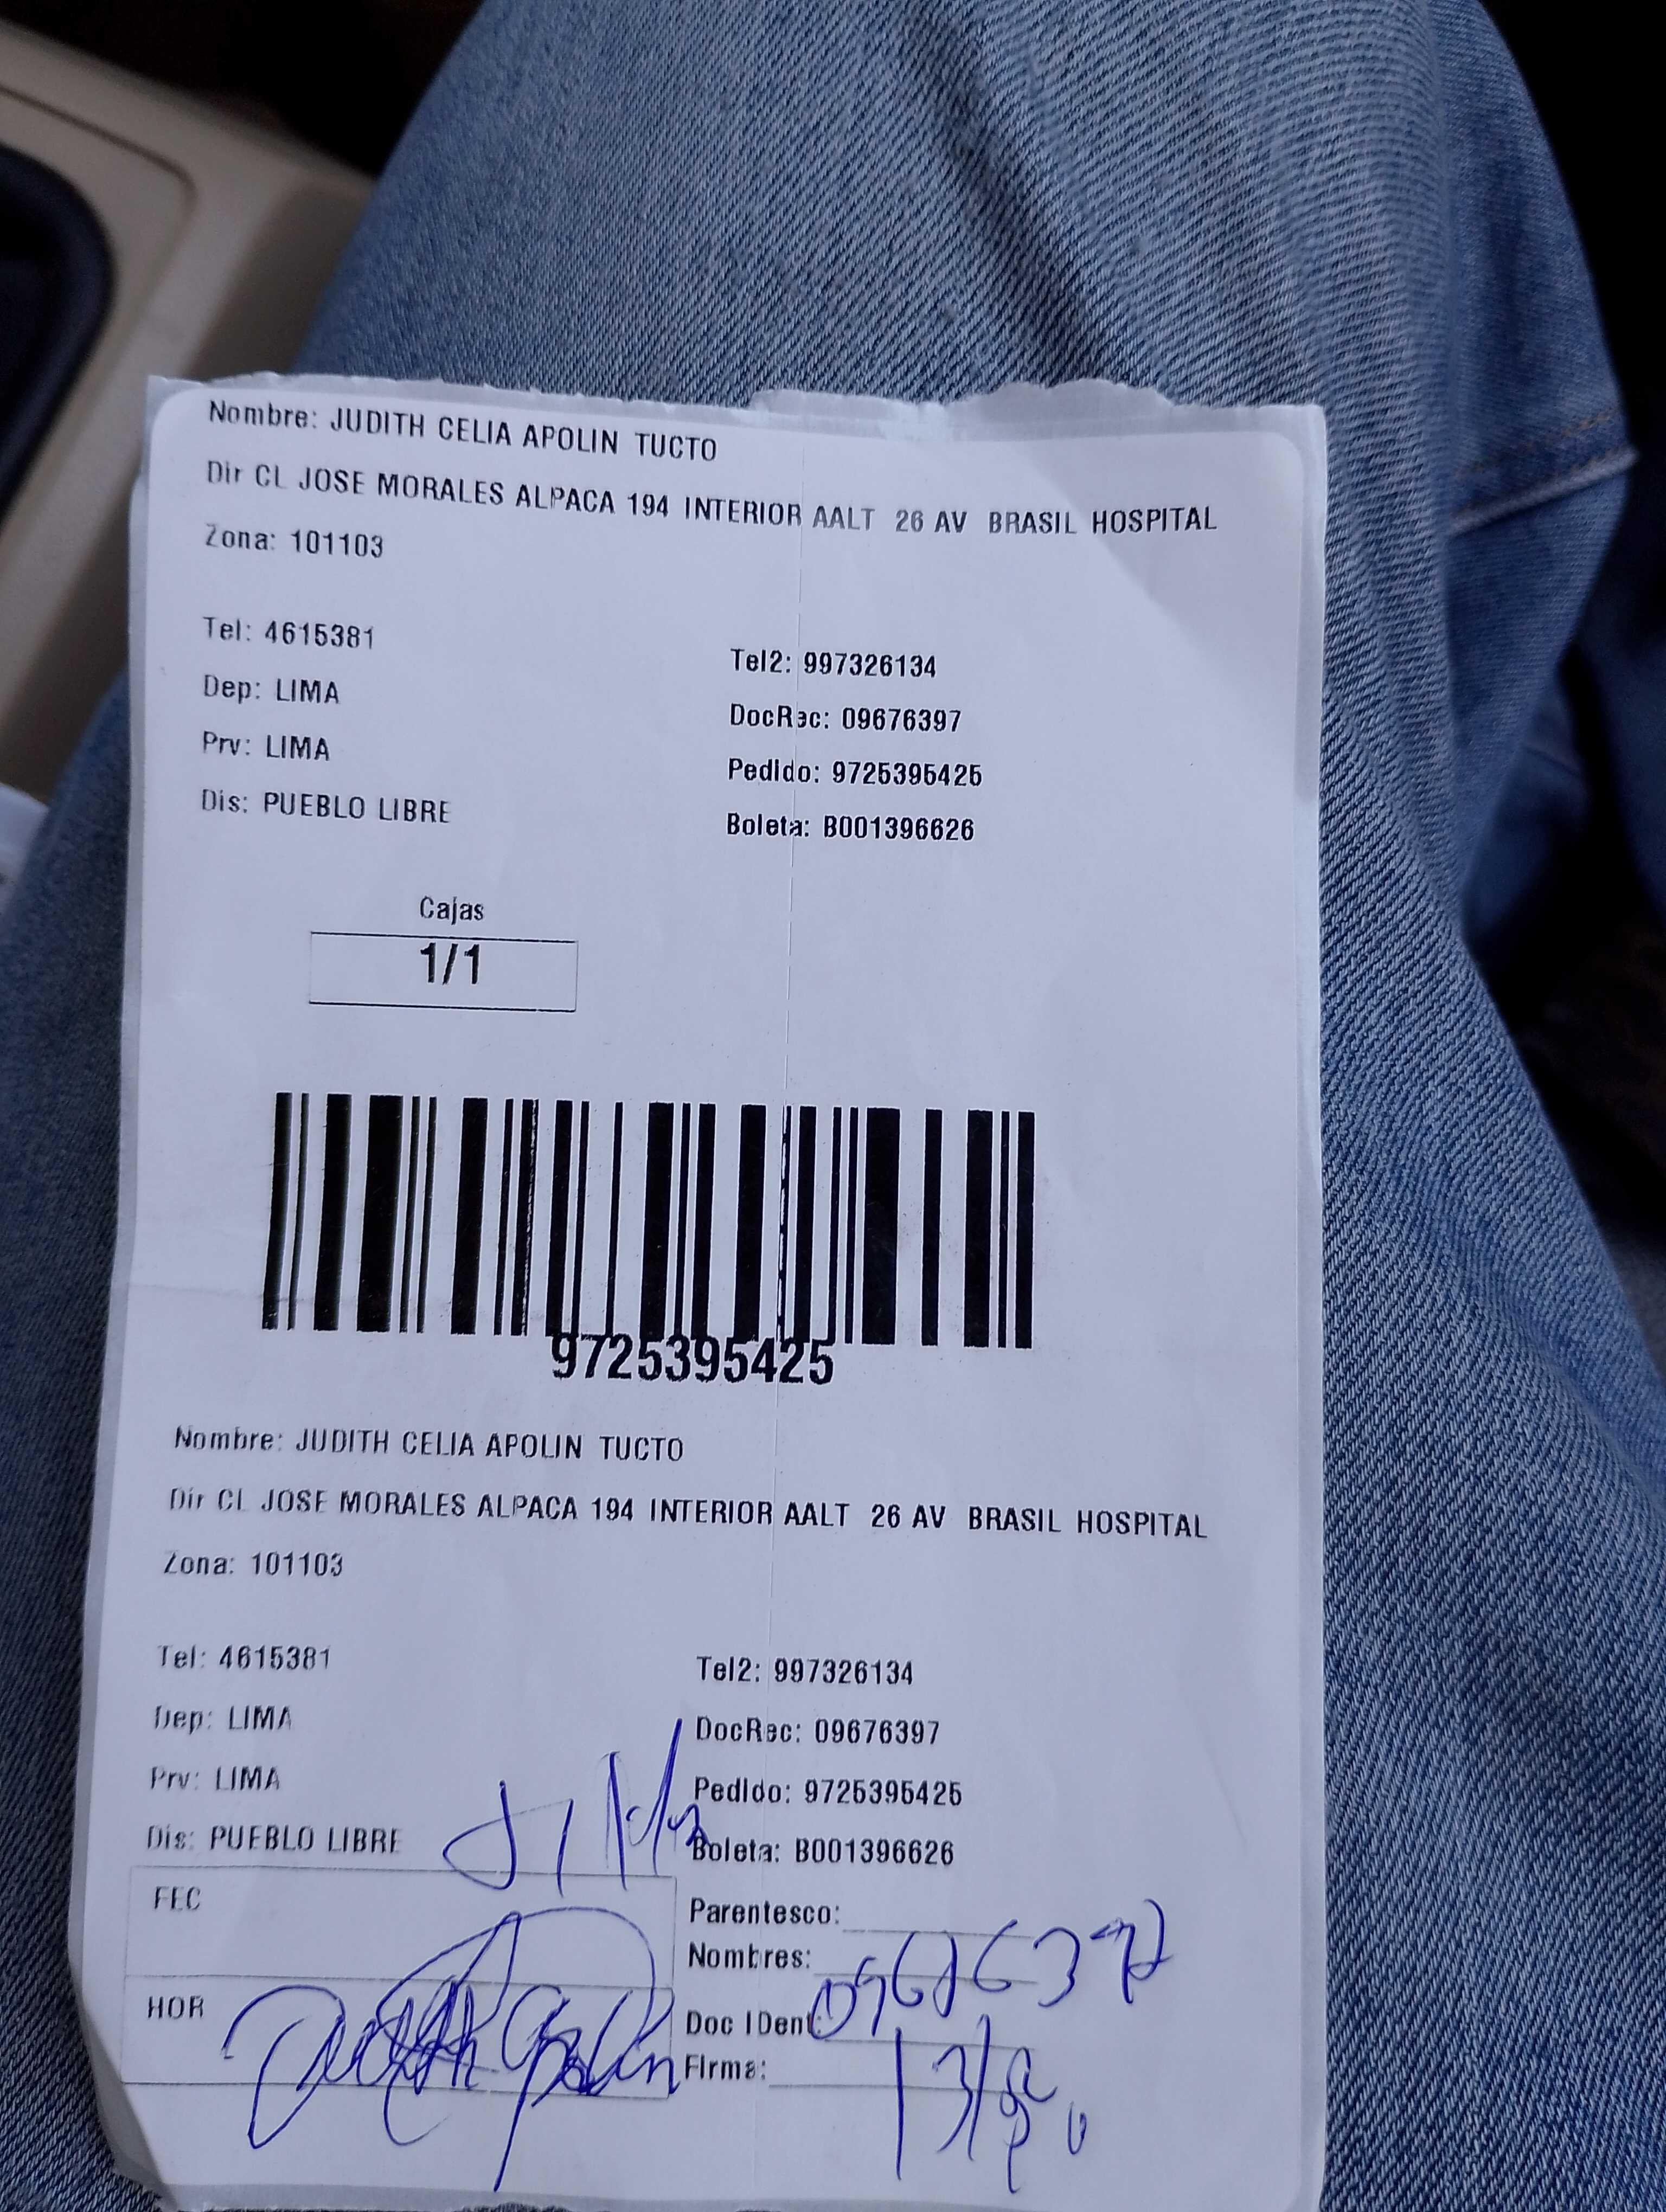 Nombre: JUDITH CELIA APOLIN TUCTO
Dir CL JOSE MORALES ALPACA 194 INTERIOR AALT 26 AV BRASIL HOSPITAL
Zona: 101103
Tel: 4615381
Tel2: 997326134
Dep: LIMA
DocRec: 09676397
Prv: LIMA
Pedido: 9725395425
Dis: PUEBLO LIBRE
Boleta: B001396626
Cajas
1/1
9725395425
Nombre: JUDITH CELIA APOLIN TUCTO
Dir CL JOSE MORALES ALPACA 194 INTERIOR AALT 26 AV BRASIL HOSPITAL
Zona: 101103
Tel: 4615381
Tel2: 997326134
Dep: LIMA
DocRec: 09676397
Prv: LIMA
Pedido: 9725395425
Dis: PUEBLO LIBRE
Boleta: B001396626
FEC
Parentesco:
Nombres:
HOR
Doc IDent:
Firma: